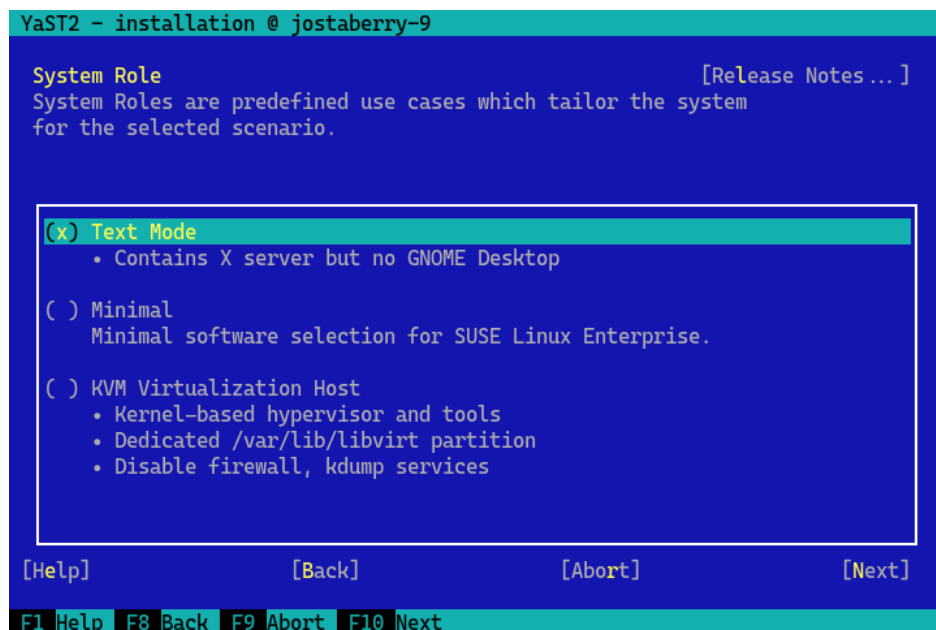 YaST2 - installation @ jostaberry-9
System Role [Release Notes...]
System Roles are predefined use cases which tailor the system
for the selected scenario.
(x) Text Mode
• Contains X server but no GNOME Desktop
( ) Minimal
Minimal software selection for SUSE Linux Enterprise.
( ) KVM Virtualization Host
• Kernel-based hypervisor and tools
• Dedicated /var/lib/libvirt partition
• Disable firewall, kdump services
[Help] [Back] [Abort] [Next]
F1 Help F8 Back F9 Abort F10 Next